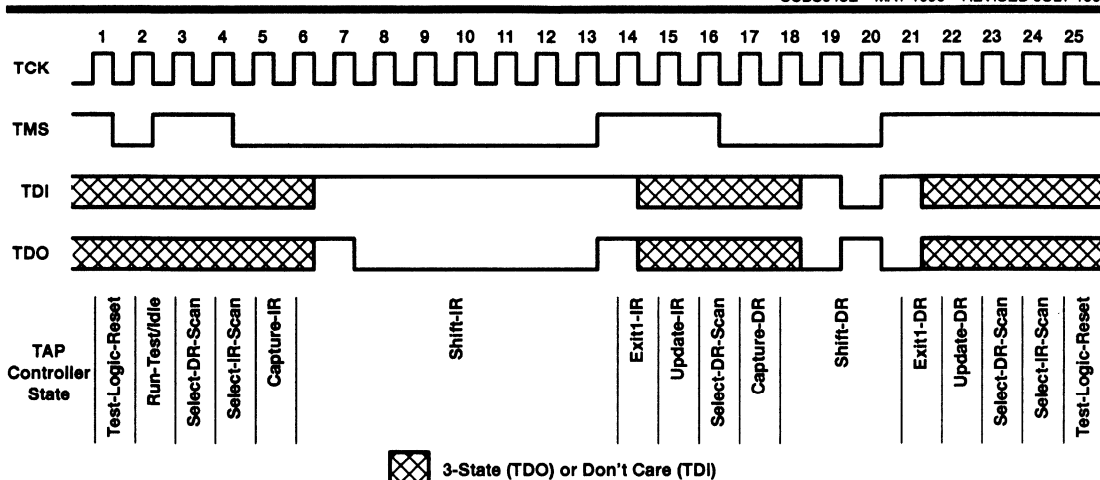 1 2 3 4 5 6 7 8 9 10 11 12 13 14 15 16 17 18 19 20 21 22 23 24 25
TCK
TMS
TDI
TDO
TAP
Controller
State
Test-Logic-Reset
Run-Test/Idle
Select-DR-Scan
Select-IR-Scan
Capture-IR
Shift-IR
Exit1-IR
Update-IR
Select-DR-Scan
Capture-DR
Shift-DR
Exit1-DR
Update-DR
Select-DR-Scan
Select-IR-Scan
Test-Logic-Reset
3-State (TDO) or Don't Care (TDI)